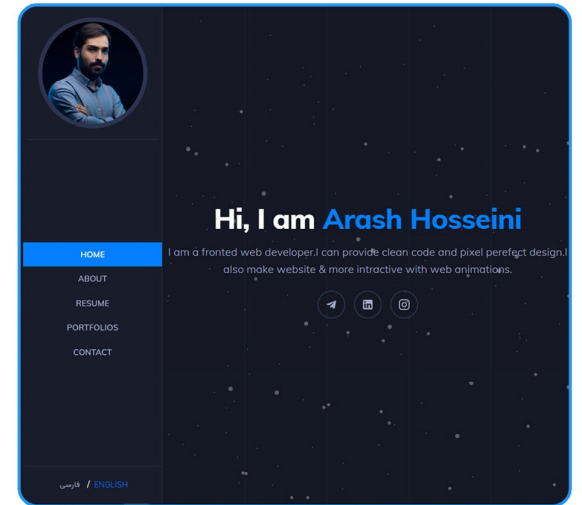 HOME
ABOUT
RESUME
PORTFOLIOS
CONTACT
فارسی / ENGLISH
Hi, I am Arash Hosseini
I am a fronted web developer.I can provide clean code and pixel perefect design.I
also make website & more intractive with web animations.